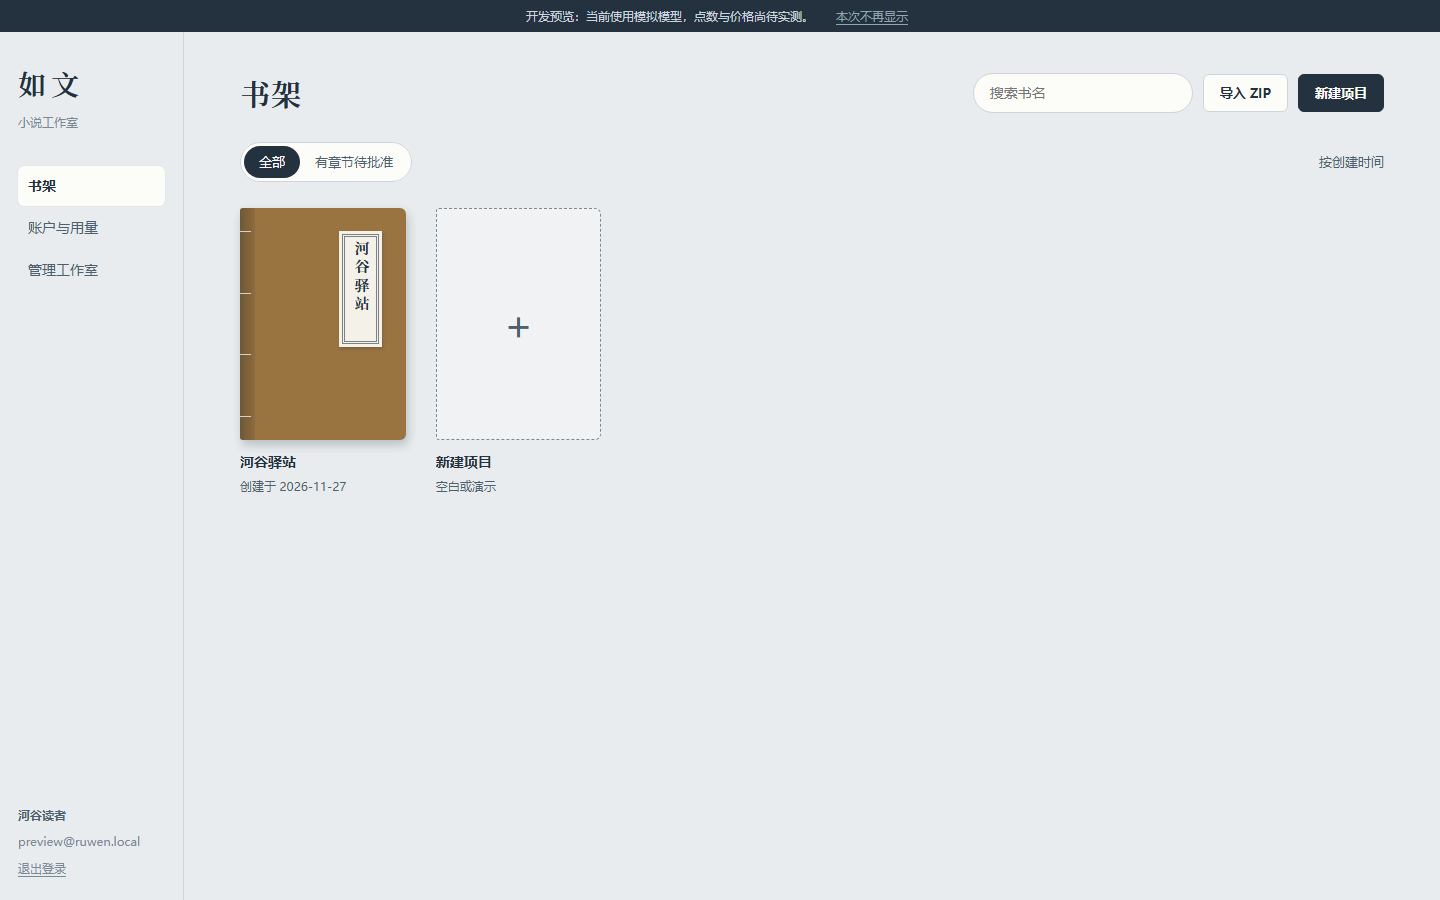 开发预览：当前使用模拟模型，点数与价格尚待实测。 本次不再显示
如文
小说工作室
书架
账户与用量
管理工作室
河谷读者
preview@ruwen.local
退出登录
书架
搜索书名
导入 ZIP
新建项目
全部
有章节待批准
按创建时间
河谷驿站
河谷驿站
创建于 2026-11-27
+
新建项目
空白或演示